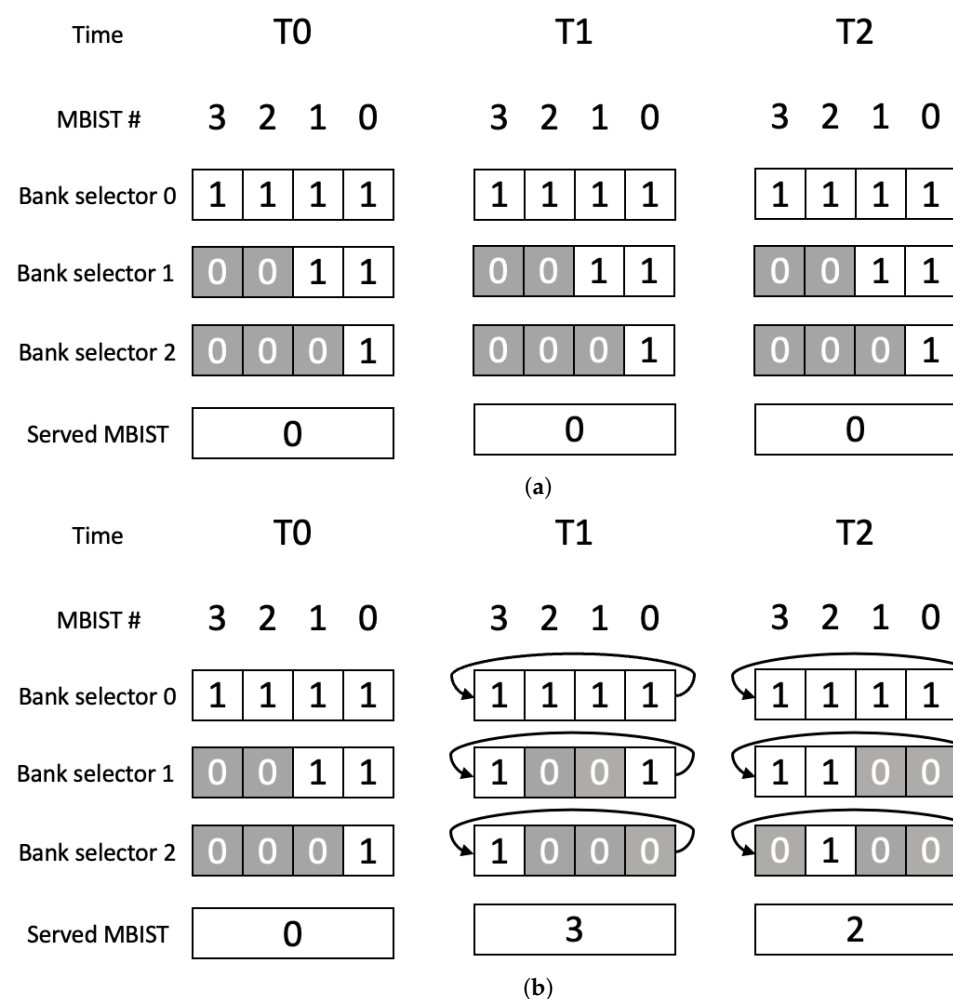 Time T0 T1 T2
MBIST # 3 2 1 0 3 2 1 0 3 2 1 0
Bank selector 0 1 1 1 1 1 1 1 1 1 1 1 1
Bank selector 1 0 0 1 1 0 0 1 1 0 0 1 1
Bank selector 2 0 0 0 1 0 0 0 1 0 0 0 1
Served MBIST 0 0 0
(a)
Time T0 T1 T2
MBIST # 3 2 1 0 3 2 1 0 3 2 1 0
Bank selector 0 1 1 1 1 1 1 1 1 1 1 1 1
Bank selector 1 0 0 1 1 1 0 0 1 1 1 0 0
Bank selector 2 0 0 0 1 1 0 0 0 0 1 0 0
Served MBIST 0 3 2
(b)